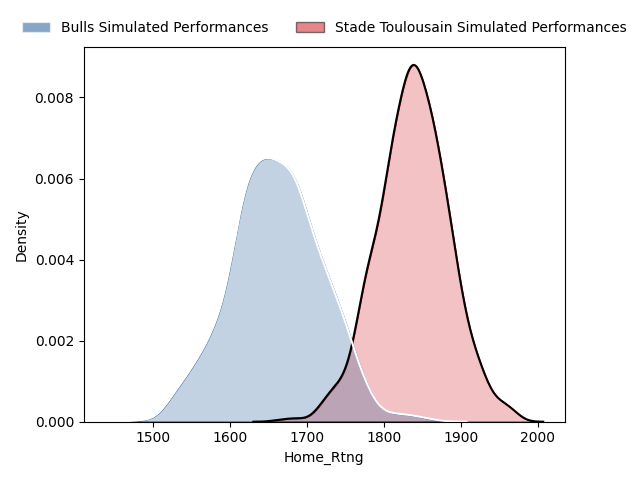 Bulls Simulated Performances
Stade Toulousain Simulated Performances
0.008
0.006
0.004
0.002
0.000
Density
1500 1600 1700 1800 1900 2000
Home_Rtng